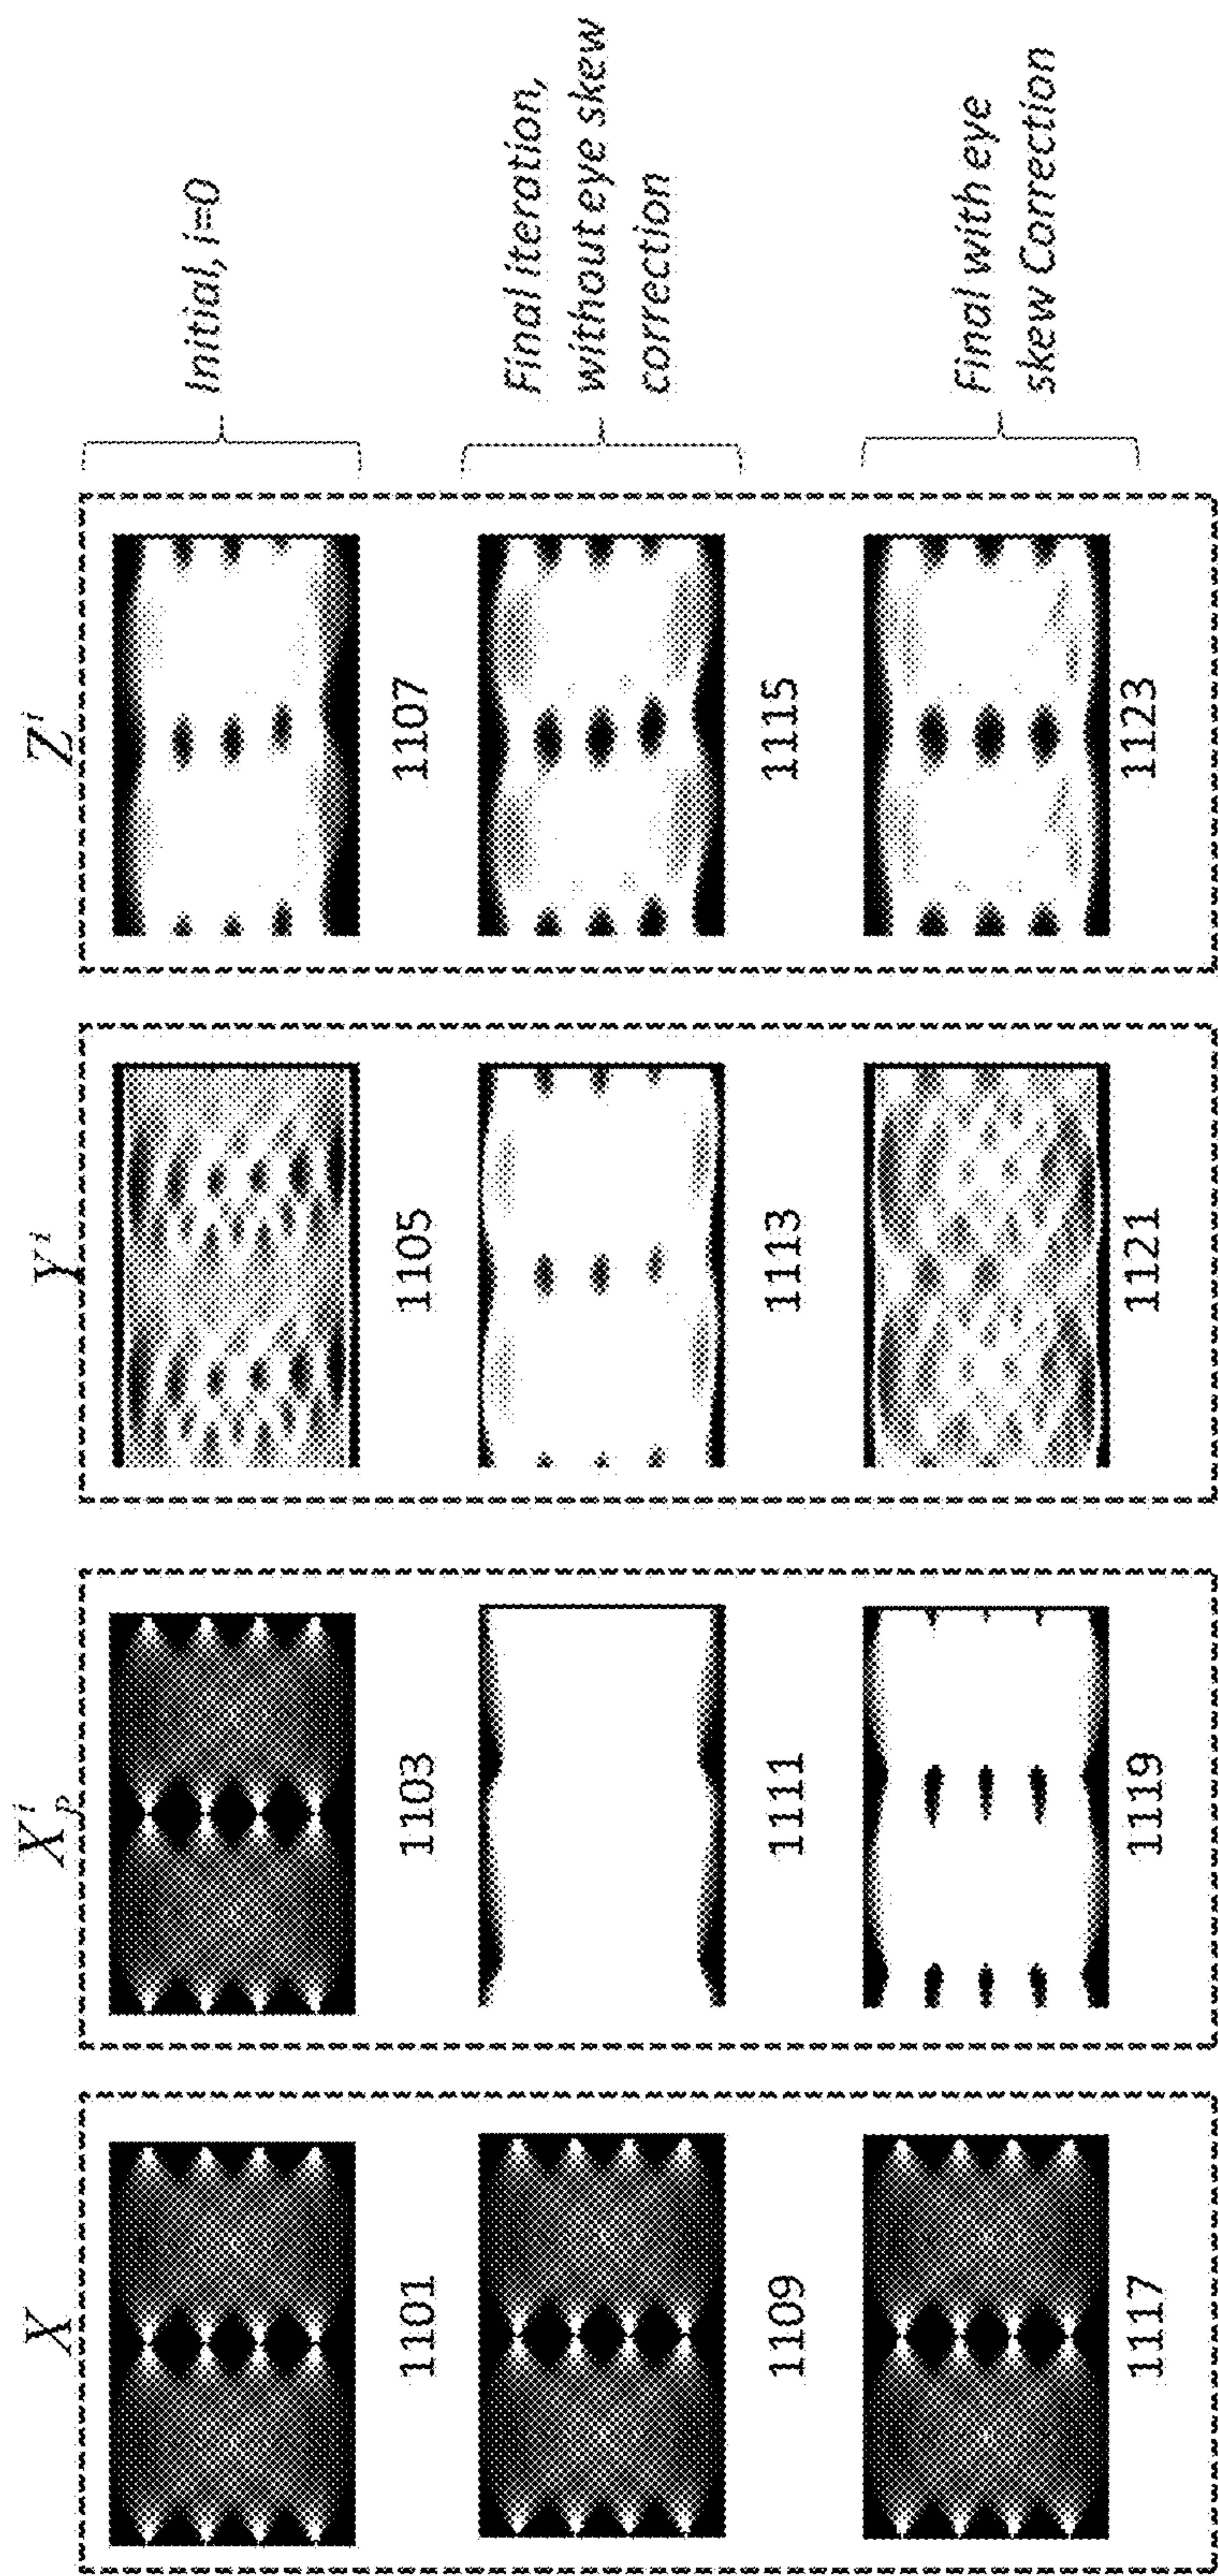 X
X_p^i
Y^i
Z^i
1101
1103
1105
1107
Initial, i=0
1109
1111
1113
1115
Final iteration,
without eye skew
correction
1117
1119
1121
1123
Final with eye
skew Correction